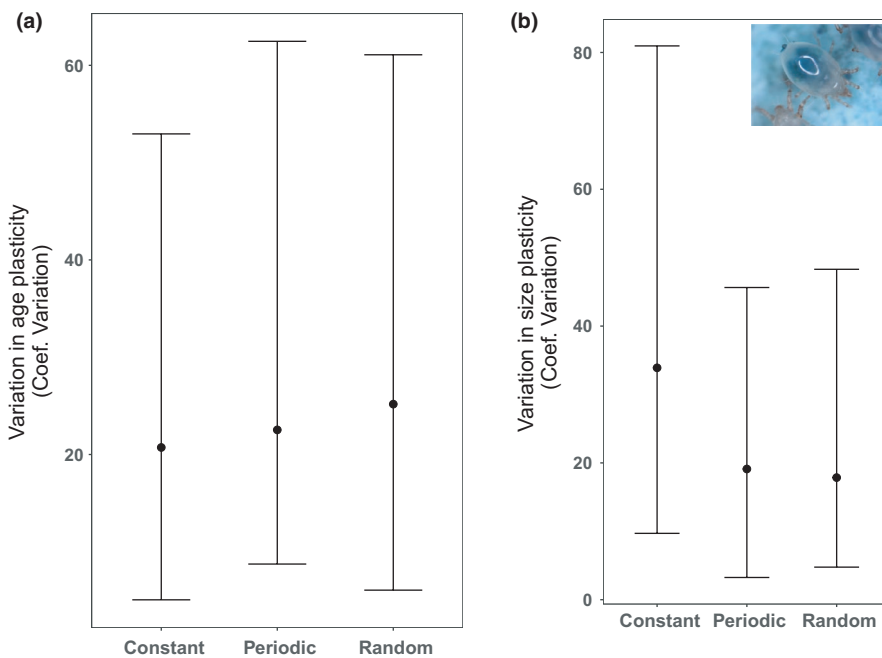 (a)
Variation in age plasticity
(Coef. Variation)
60
40
20
Constant Periodic Random
(b)
Variation in size plasticity
(Coef. Variation)
80
60
40
20
0
Constant Periodic Random